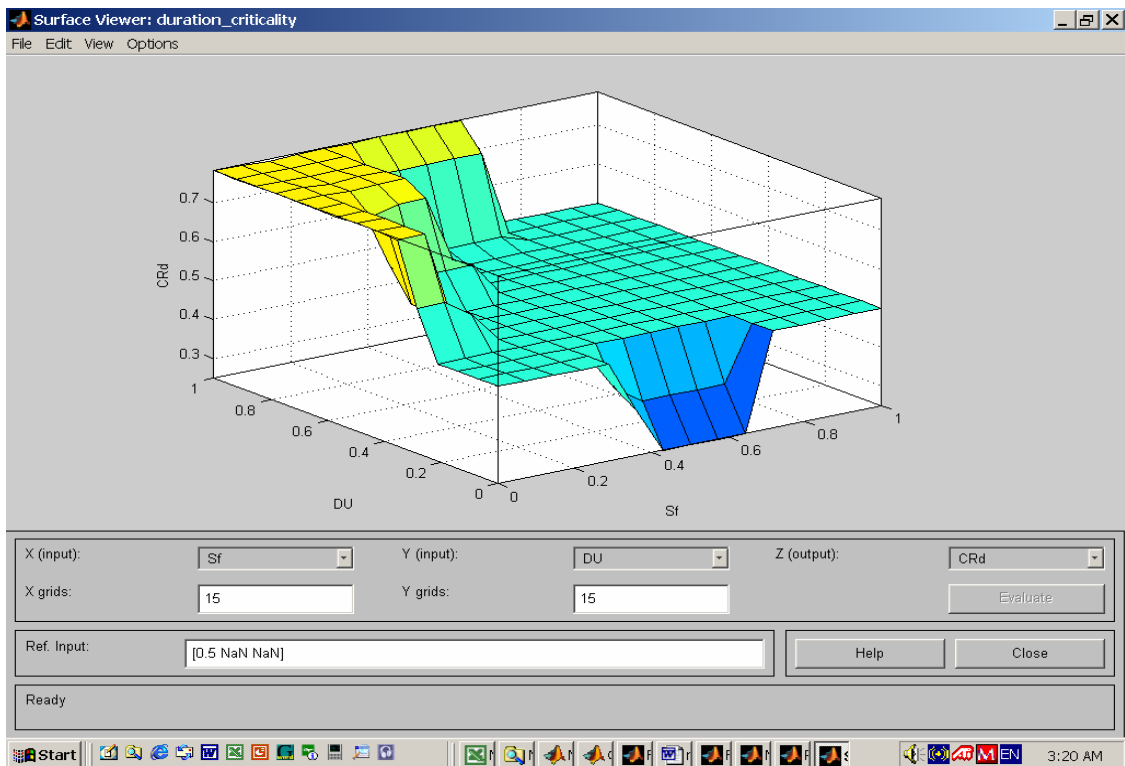 Surface Viewer: duration_criticality
File Edit View Options
0.7
0.6
0.5
0.4
0.3
CRd
1
0.8
0.6
0.4
0.2
0
DU
0
0.2
0.4
0.6
0.8
1
Sf
X (input): Sf Y (input): DU Z (output): CRd
X grids: 15 Y grids: 15 Evaluate
Ref. Input: [0.5 NaN NaN] Help Close
Ready
Start EN 3:20 AM